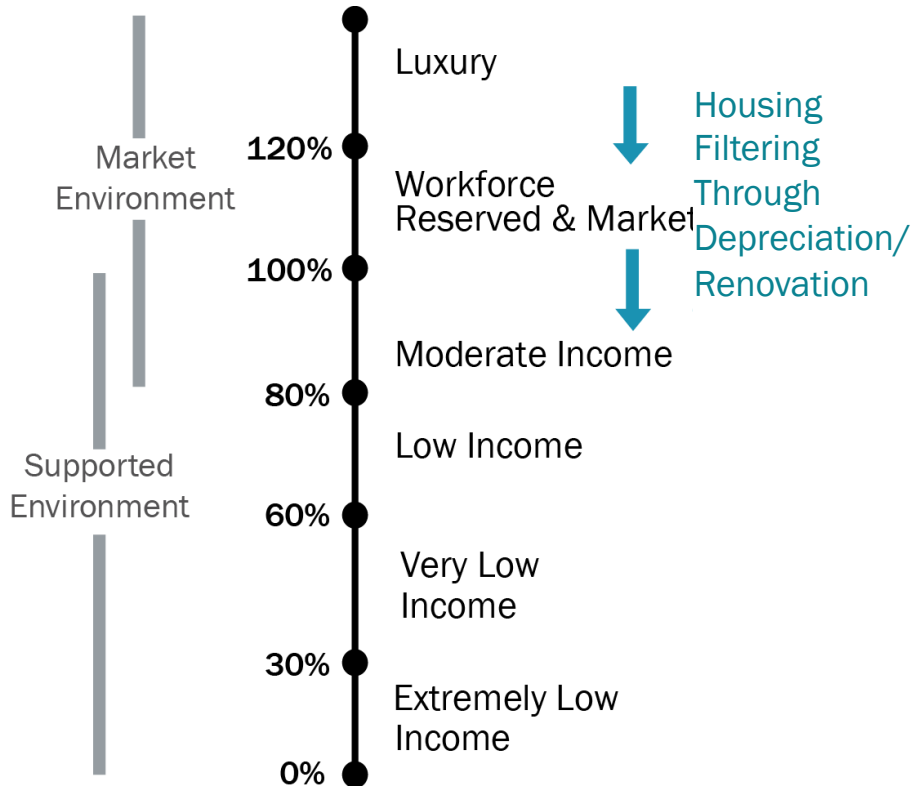 Luxury
Housing
Filtering
Through
Depreciation/
Renovation
Market
Environment
120%
Workforce
Reserved & Market
100%
Moderate Income
80%
Low Income
Supported
Environment
60%
Very Low
Income
30%
Extremely Low
Income
0%